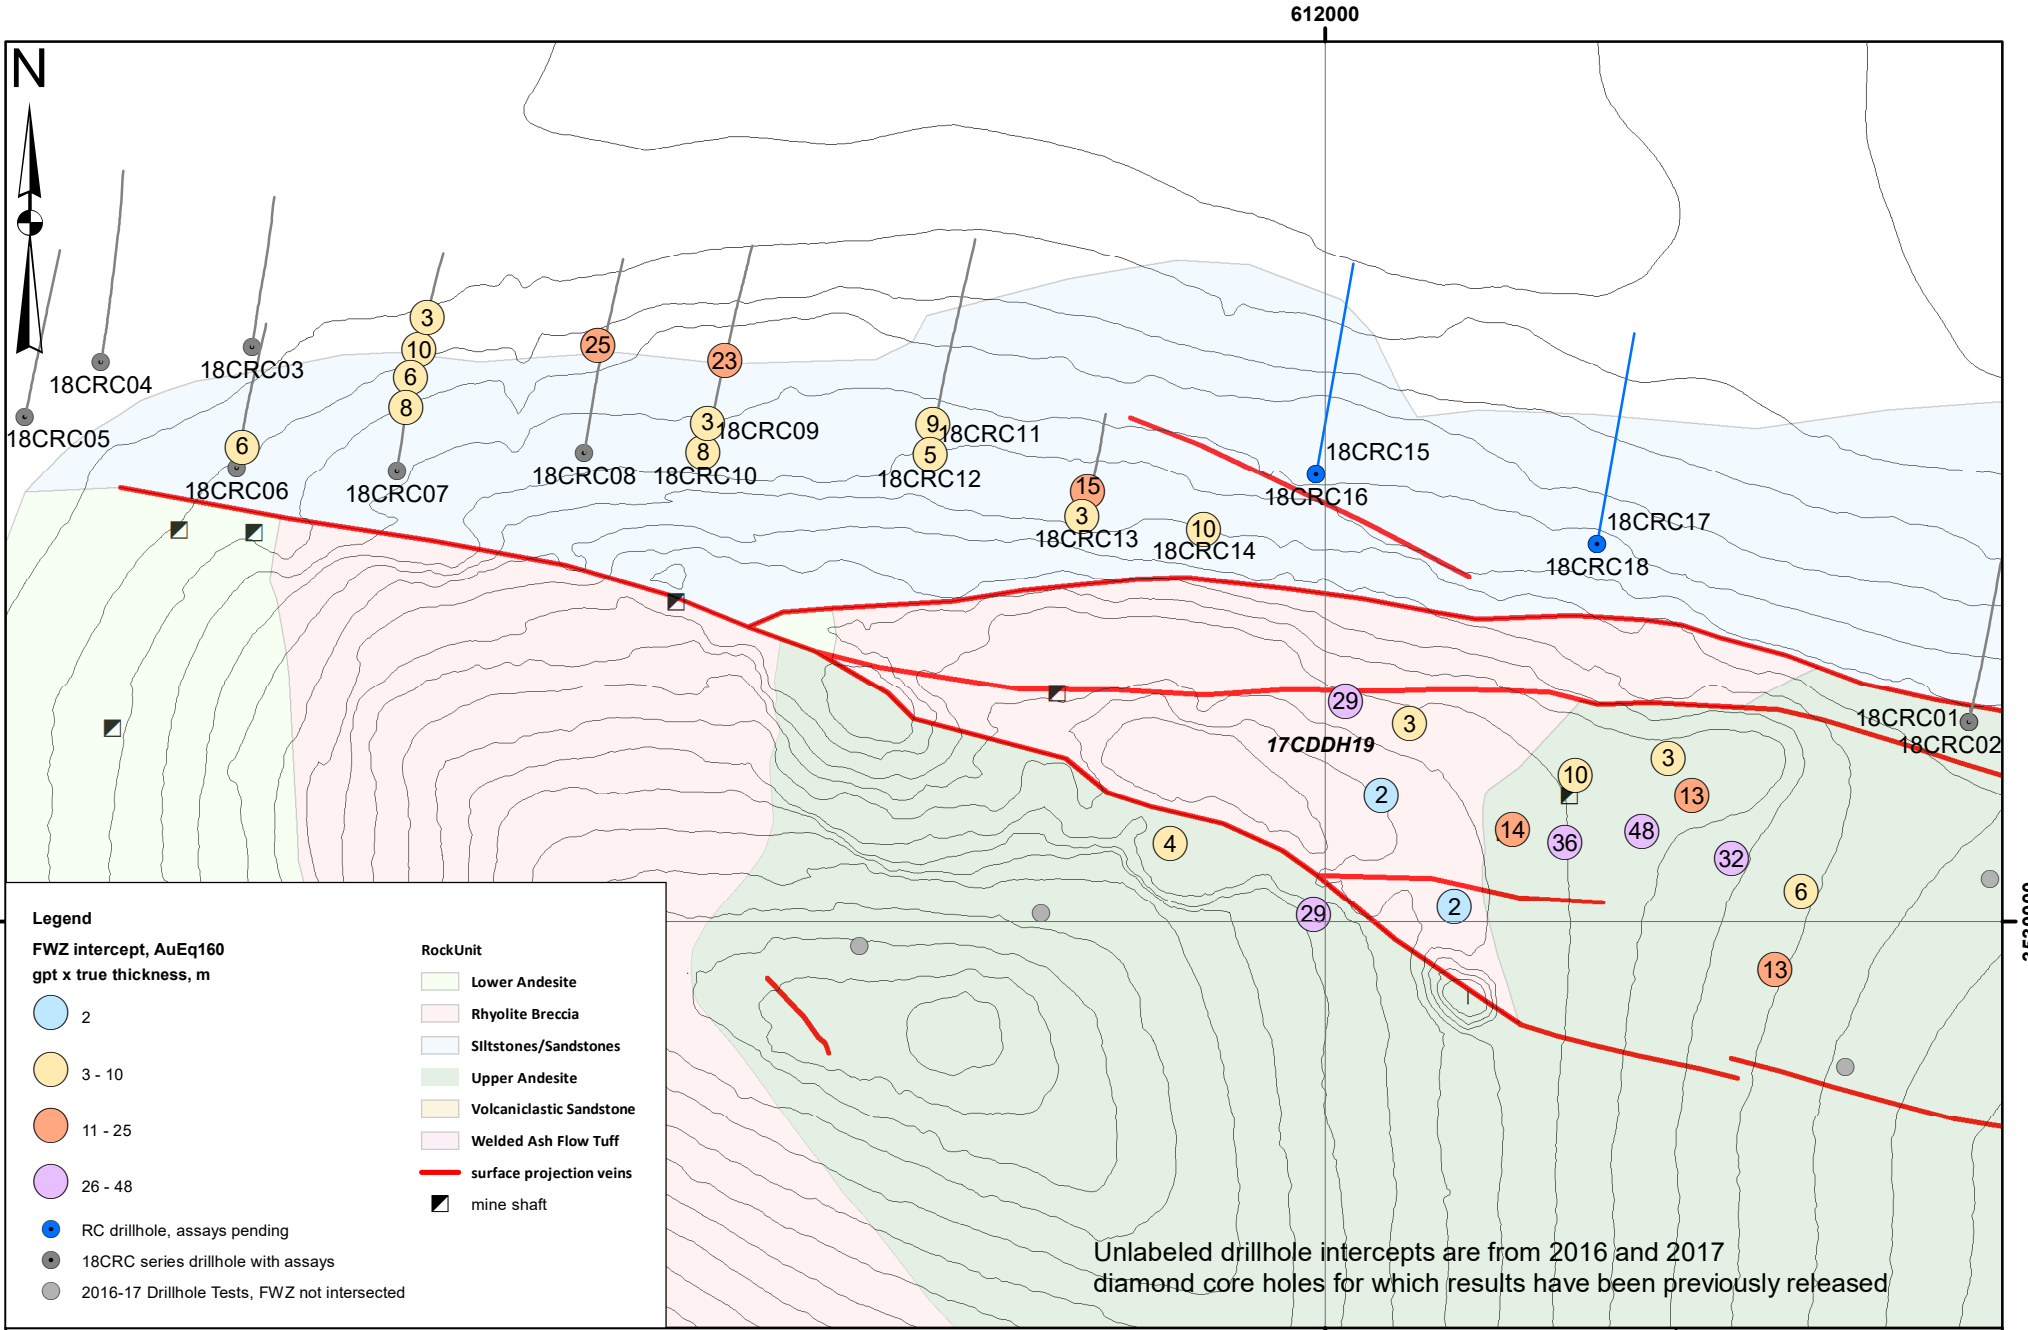 612000
N
3
10
25
18CRC03
23
6
18CRC04
8
3
18CRC09
9
18CRC11
18CRC05
6
8
5
18CRC15
18CRC08
18CRC10
18CRC12
18CRC06
18CRC07
15
18CRC16
3
10
18CRC17
18CRC13
18CRC14
18CRC18
29
3
18CRC01
17CDDH19
18CRC02
3
10
2
13
14
48
36
4
32
6
2
29
13
Legend
FWZ intercept, AuEq160
gpt x true thickness, m
2
3 - 10
11 - 25
26 - 48
RC drillhole, assays pending
18CRC series drillhole with assays
2016-17 Drillhole Tests, FWZ not intersected
RockUnit
Lower Andesite
Rhyolite Breccia
SIltstones/Sandstones
Upper Andesite
Volcaniclastic Sandstone
Welded Ash Flow Tuff
surface projection veins
mine shaft
Unlabeled drillhole intercepts are from 2016 and 2017
diamond core holes for which results have been previously released